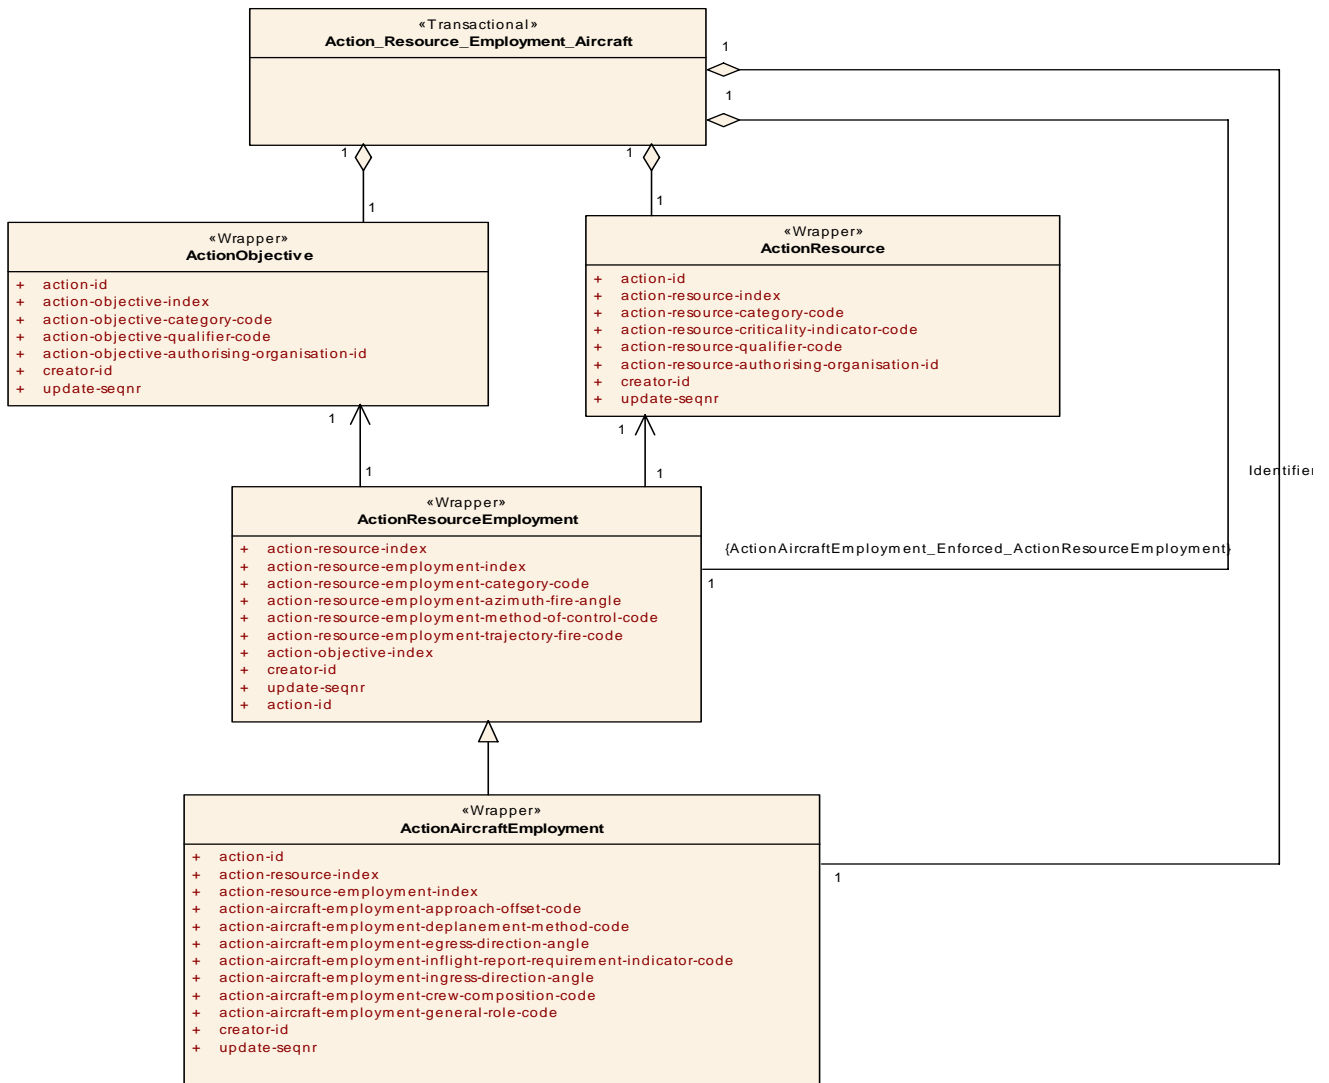 «Transactional»
Action_Resource_Employment_Aircraft
1
1
1
1
1
1
«Wrapper»
ActionObjective
+ action-id
+ action-objective-index
+ action-objective-category-code
+ action-objective-qualifier-code
+ action-objective-authorising-organisation-id
+ creator-id
+ update-seqnr
«Wrapper»
ActionResource
+ action-id
+ action-resource-index
+ action-resource-category-code
+ action-resource-criticality-indicator-code
+ action-resource-qualifier-code
+ action-resource-authorising-organisation-id
+ creator-id
+ update-seqnr
1
1
1
1
Identifier
«Wrapper»
ActionResourceEmployment
+ action-resource-index
+ action-resource-employment-index
+ action-resource-employment-category-code
+ action-resource-employment-azimuth-fire-angle
+ action-resource-employment-method-of-control-code
+ action-resource-employment-trajectory-fire-code
+ action-objective-index
+ creator-id
+ update-seqnr
+ action-id
{ActionAircraftEmployment_Enforced_ActionResourceEmployment}
1
«Wrapper»
ActionAircraftEmployment
+ action-id
+ action-resource-index
+ action-resource-employment-index
+ action-aircraft-employment-approach-offset-code
+ action-aircraft-employment-deplanement-method-code
+ action-aircraft-employment-egress-direction-angle
+ action-aircraft-employment-inflight-report-requirement-indicator-code
+ action-aircraft-employment-ingress-direction-angle
+ action-aircraft-employment-crew-composition-code
+ action-aircraft-employment-general-role-code
+ creator-id
+ update-seqnr
1